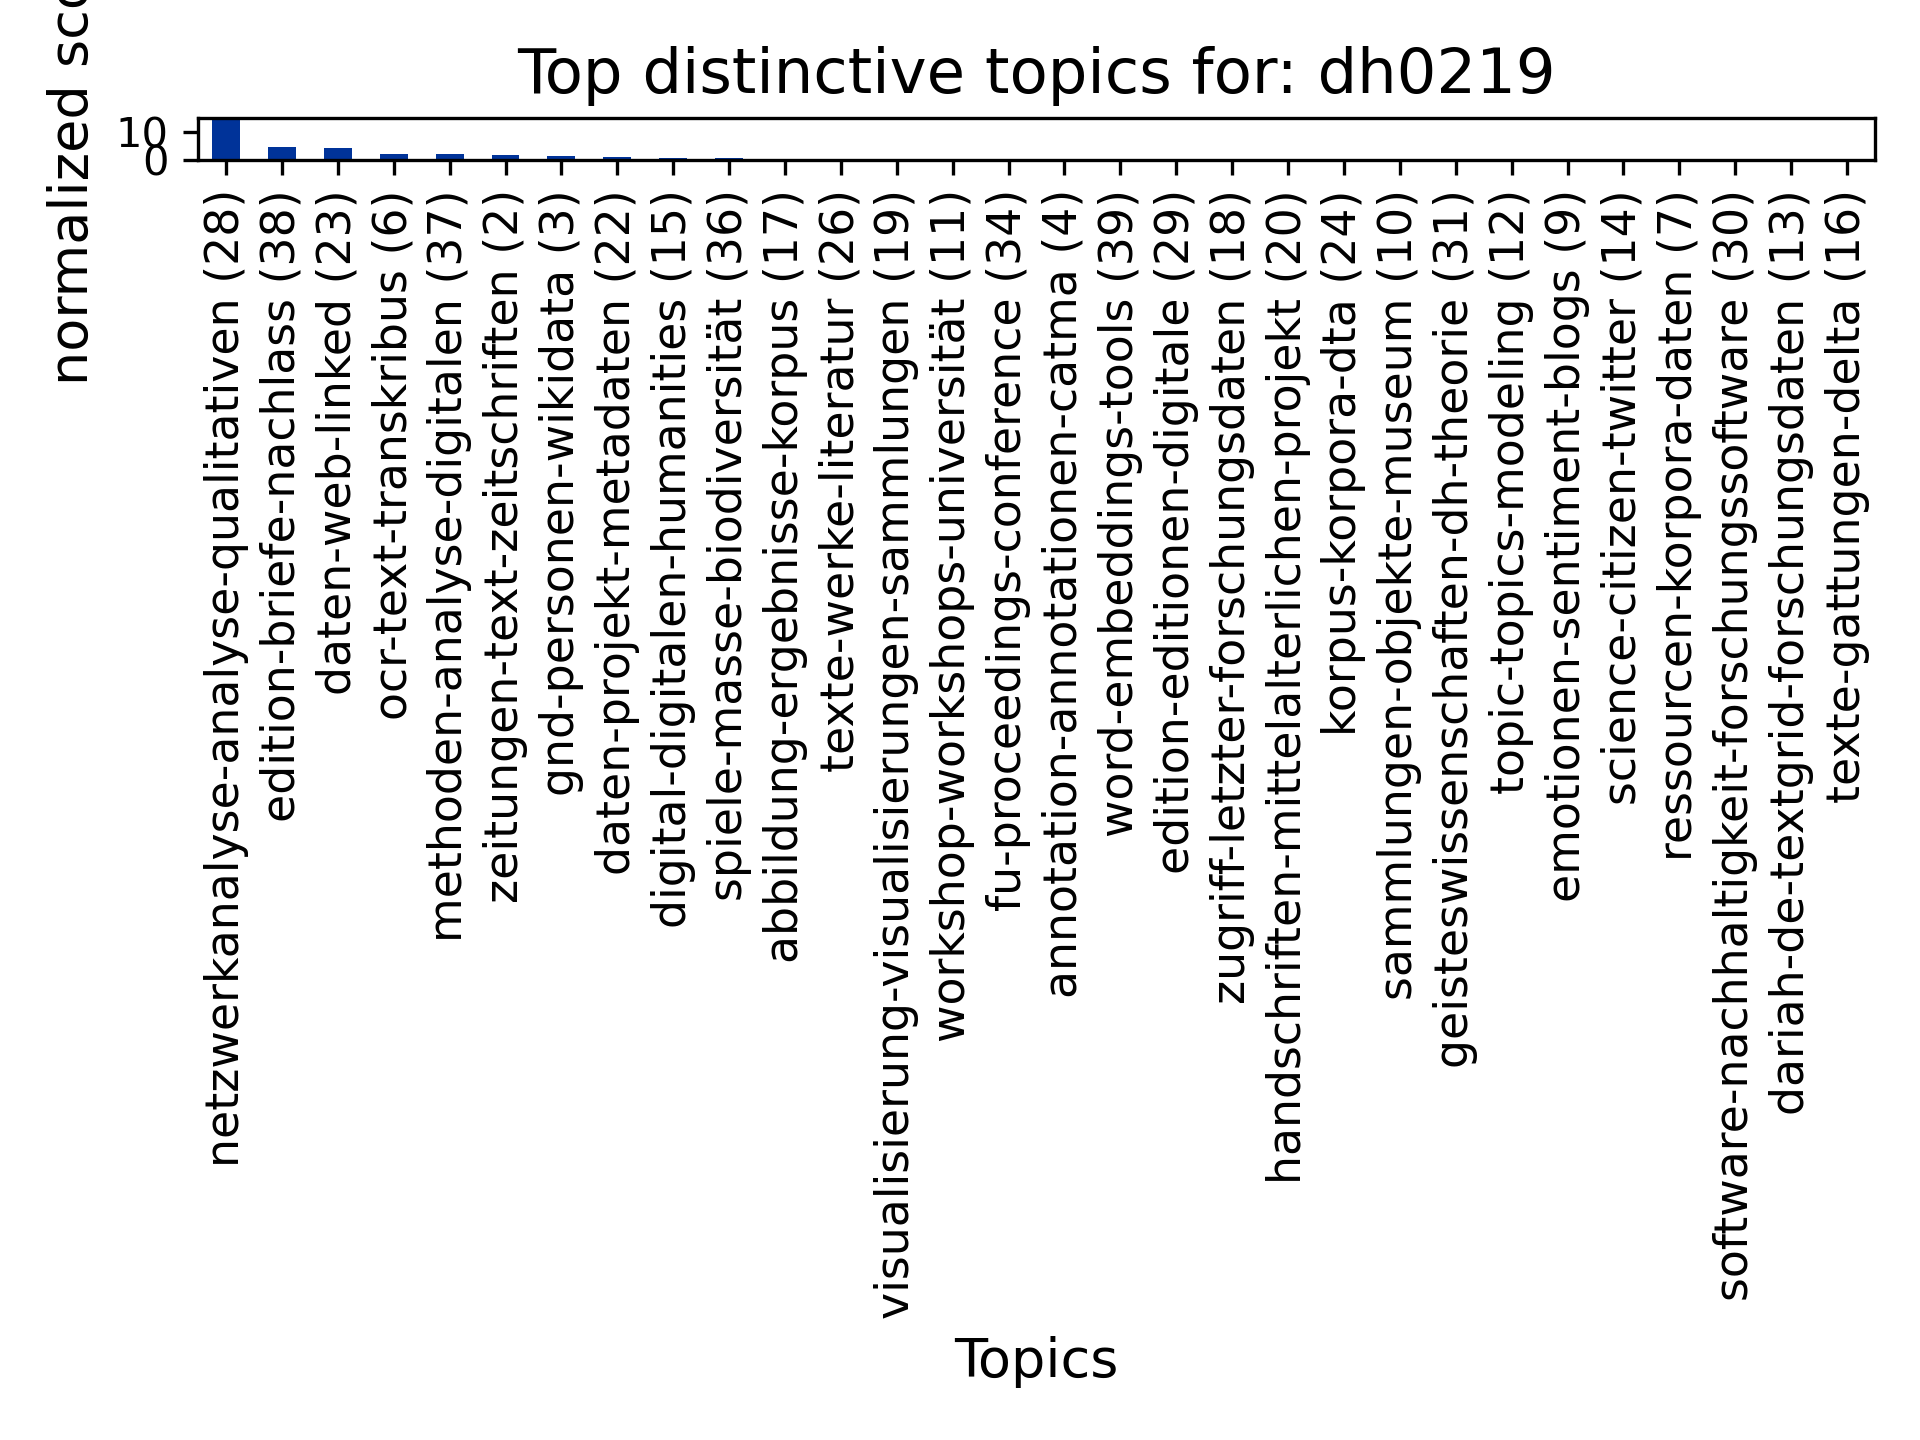 Top distinctive topics for: dh0219
normalized sco
10
0
netzwerkanalyse-analyse-qualitativen (28)
edition-briefe-nachlass (38)
daten-web-linked (23)
ocr-text-transkribus (6)
methoden-analyse-digitalen (37)
zeitungen-text-zeitschriften (2)
gnd-personen-wikidata (3)
daten-projekt-metadaten (22)
digital-digitalen-humanities (15)
spiele-masse-biodiversität (36)
abbildung-ergebnisse-korpus (17)
texte-werke-literatur (26)
visualisierung-visualisierungen-sammlungen (19)
workshop-workshops-universität (11)
fu-proceedings-conference (34)
annotation-annotationen-catma (4)
word-embeddings-tools (39)
edition-editionen-digitale (29)
zugriff-letzter-forschungsdaten (18)
handschriften-mittelalterlichen-projekt (20)
korpus-korpora-dta (24)
sammlungen-objekte-museum (10)
geisteswissenschaften-dh-theorie (31)
topic-topics-modeling (12)
emotionen-sentiment-blogs (9)
science-citizen-twitter (14)
ressourcen-korpora-daten (7)
software-nachhaltigkeit-forschungssoftware (30)
dariah-de-textgrid-forschungsdaten (13)
texte-gattungen-delta (16)
Topics